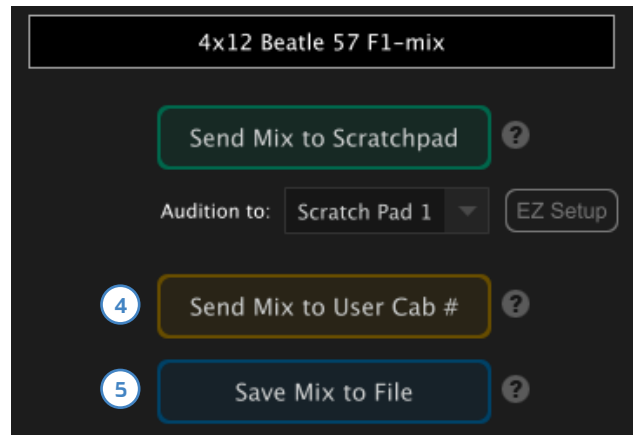 4x12 Beatle 57 F1-mix
Send Mix to Scratchpad ?
Audition to: Scratch Pad 1 EZ Setup
4 Send Mix to User Cab # ?
5 Save Mix to File ?